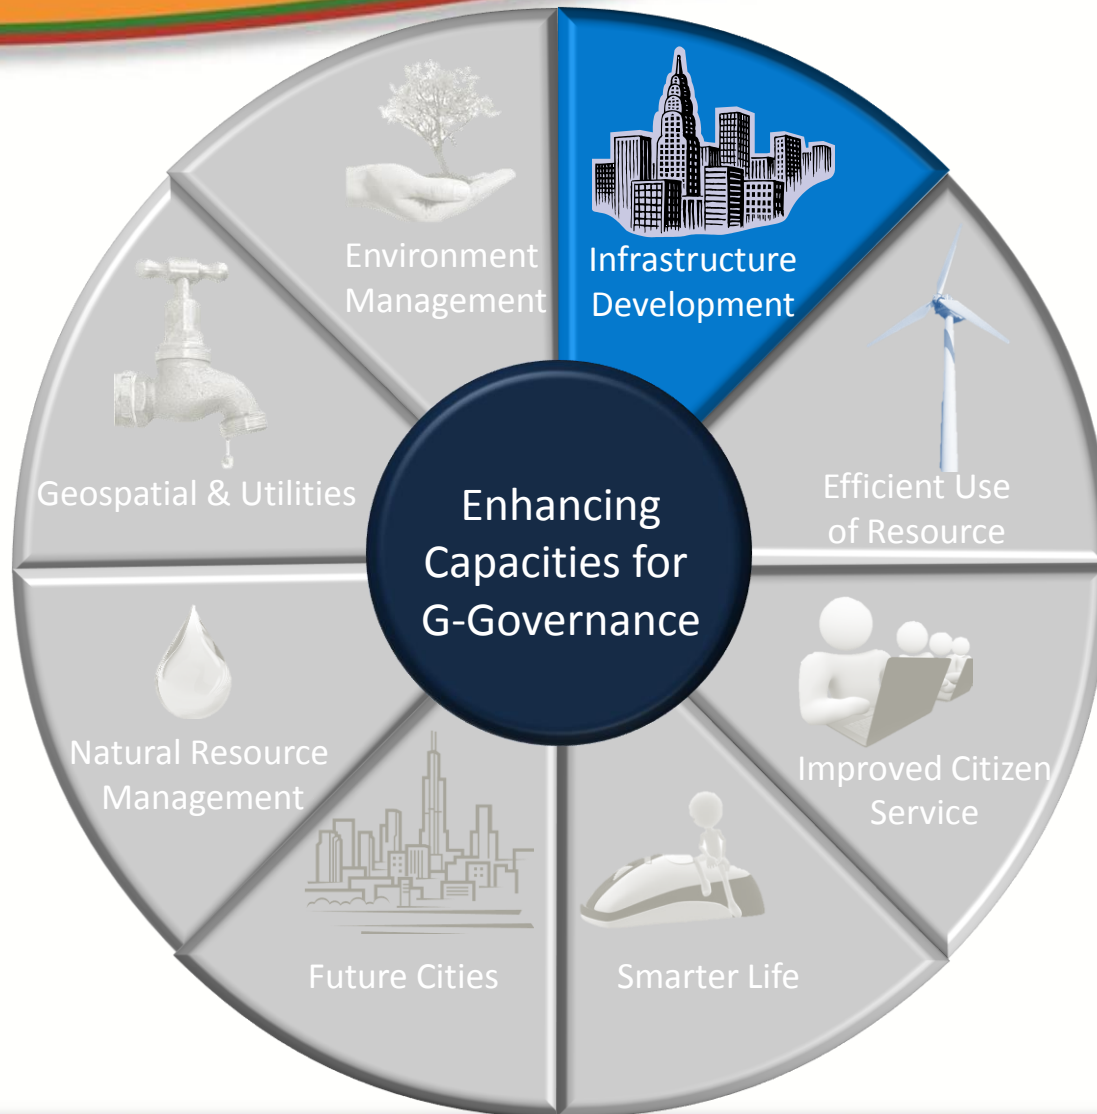 Environment
Management
Infrastructure
Development
Geospatial & Utilities
Efficient Use
of Resource
Enhancing
Capacities for
G-Governance
Natural Resource
Management
Improved Citizen
Service
Future Cities
Smarter Life